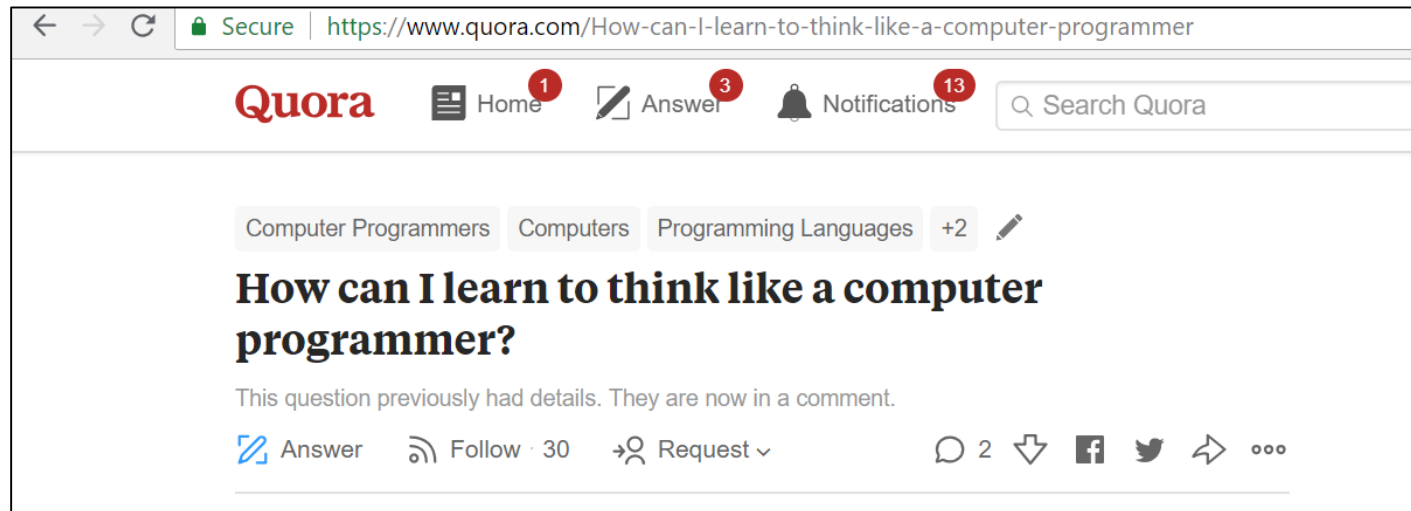 Secure | https://www.quora.com/How-can-I-learn-to-think-like-a-computer-programmer
Quora Home 1 Answer 3 Notifications 13 Search Quora
Computer Programmers Computers Programming Languages +2
How can I learn to think like a computer
programmer?
This question previously had details. They are now in a comment.
Answer Follow · 30 Request 2